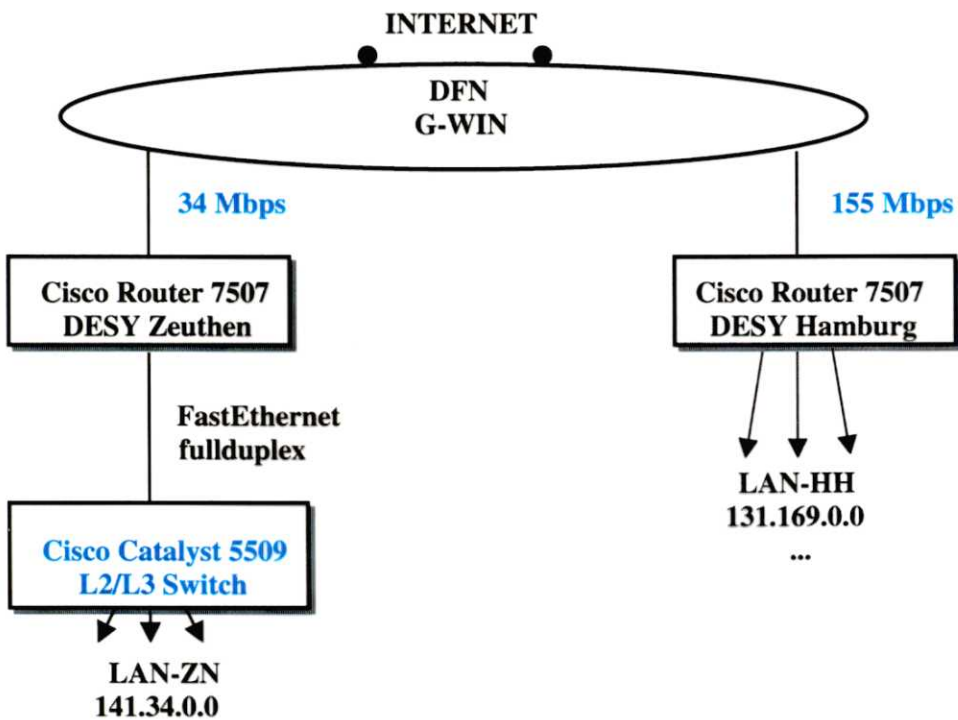 INTERNET
DFN
G-WIN
34 Mbps
155 Mbps
Cisco Router 7507
DESY Zeuthen
Cisco Router 7507
DESY Hamburg
FastEthernet
fullduplex
LAN-HH
131.169.0.0
...
Cisco Catalyst 5509
L2/L3 Switch
LAN-ZN
141.34.0.0